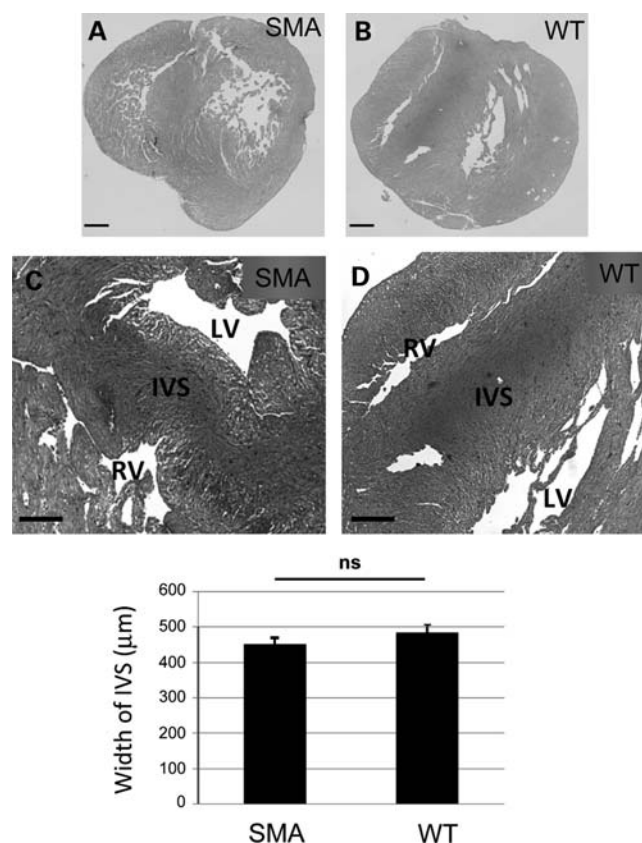 A SMA
B WT
C SMA
LV
IVS
RV
D WT
RV
IVS
LV
ns
Width of IVS (μm)
600
500
400
300
200
100
0
SMA WT